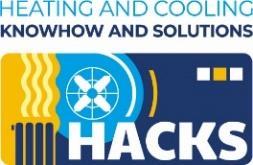 HEATING AND COOLING
KNOWHOW AND SOLUTIONS
HACKS